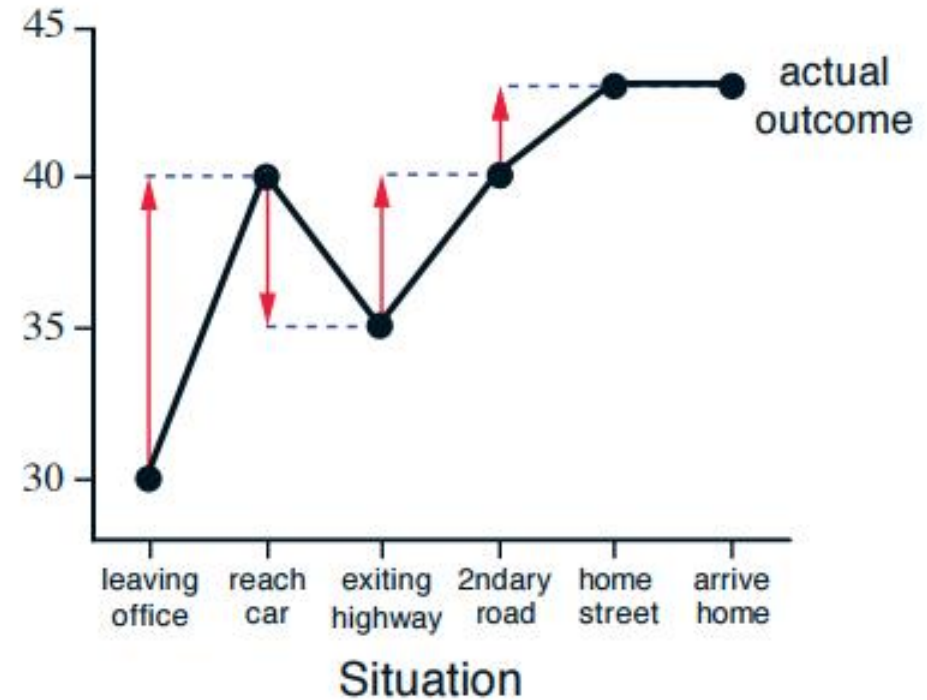 45
40
35
30
actual
outcome
leaving
office
reach
car
exiting
highway
2ndary
road
home
street
arrive
home
Situation